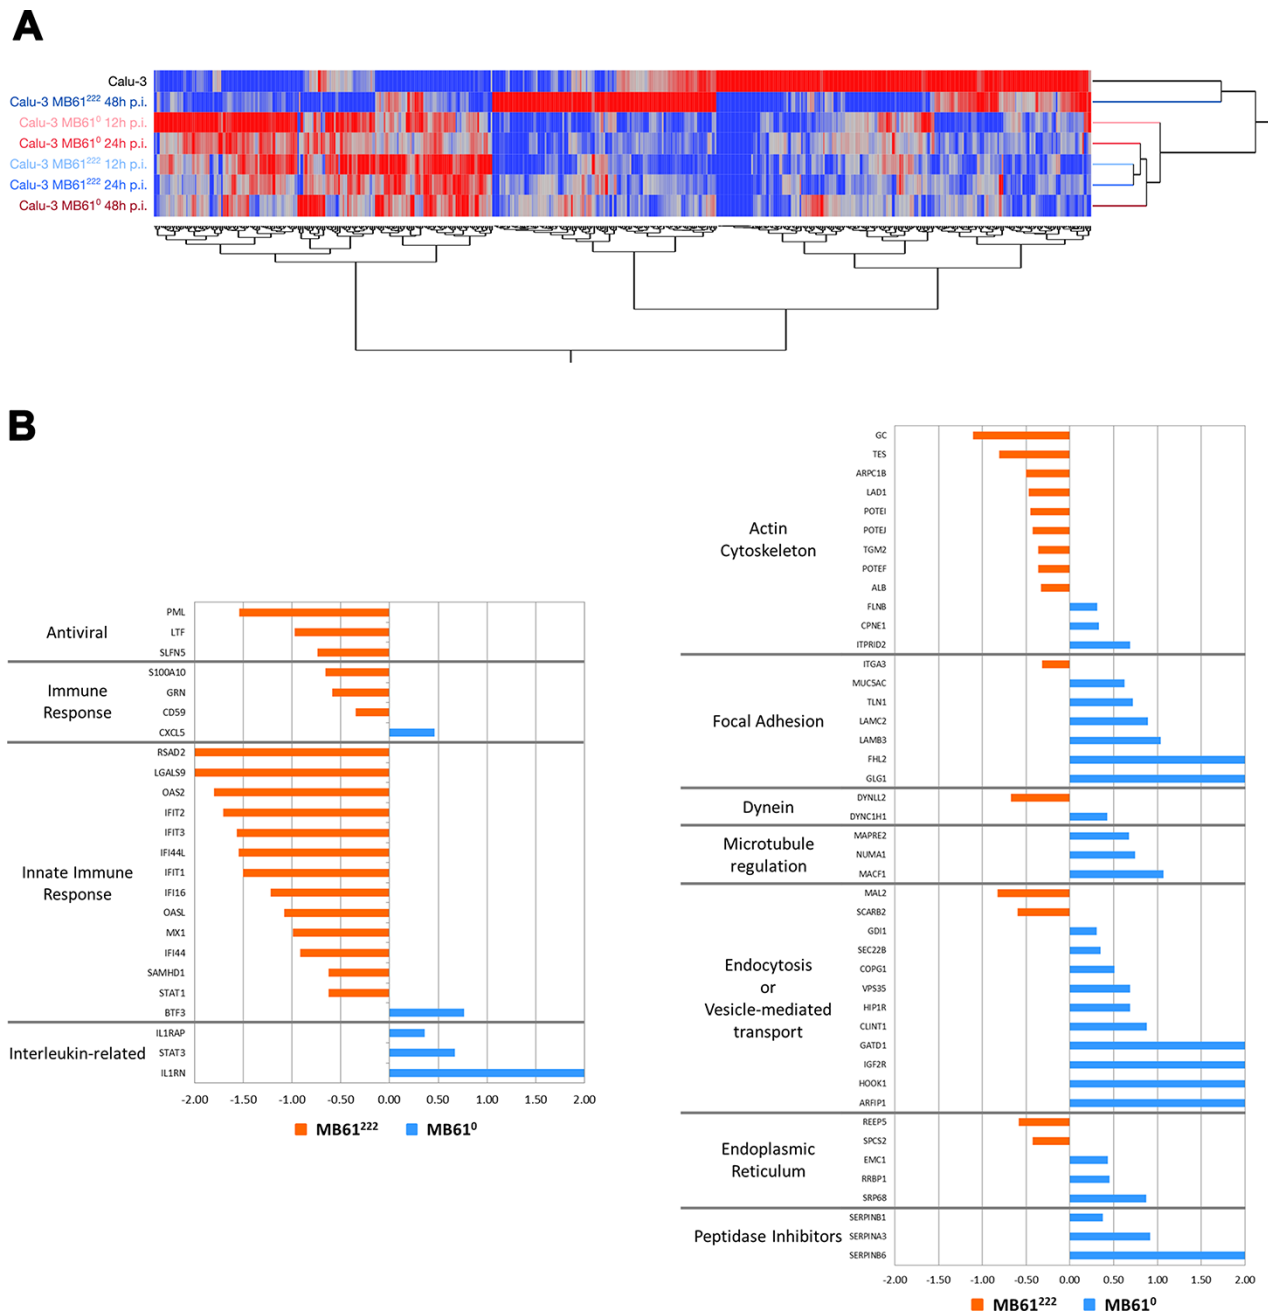 A
Calu-3
Calu-3 MB61²²² 48h p.i.
Calu-3 MB61⁰ 12h p.i.
Calu-3 MB61⁰ 24h p.i.
Calu-3 MB61²²² 12h p.i.
Calu-3 MB61²²² 24h p.i.
Calu-3 MB61⁰ 48h p.i.
B
Antiviral
PML
LTF
SLFN5
Immune
Response
S100A10
GRN
CD59
CXCL5
Innate Immune
Response
RSAD2
LGALS9
OAS2
IFIT2
IFIT3
IFI44L
IFIT1
IFI16
OASL
MX1
IFI44
SAMHD1
STAT1
BTF3
Interleukin-related
IL1RAP
STAT3
IL1RN
-2.00 -1.50 -1.00 -0.50 0.00 0.50 1.00 1.50 2.00
MB61²²² MB61⁰
Actin
Cytoskeleton
GC
TES
ARPC1B
LAD1
POTEI
POTEJ
TGM2
POTEF
ALB
FLNB
CPNE1
ITPRID2
Focal Adhesion
ITGA3
MUC5AC
TLN1
LAMC2
LAMB3
FHL2
GLG1
Dynein
DYNLL2
DYNC1H1
Microtubule
regulation
MAPRE2
NUMA1
MACF1
Endocytosis
or
Vesicle-mediated
transport
MAL2
SCARB2
GDI1
SEC22B
COPG1
VPS35
HIP1R
CLINT1
GATD1
IGF2R
HOOK1
ARFIP1
Endoplasmic
Reticulum
REEP5
SPCS2
EMC1
RRBP1
SRP68
Peptidase Inhibitors
SERPINB1
SERPINA3
SERPINB6
-2.00 -1.50 -1.00 -0.50 0.00 0.50 1.00 1.50 2.00
MB61²²² MB61⁰